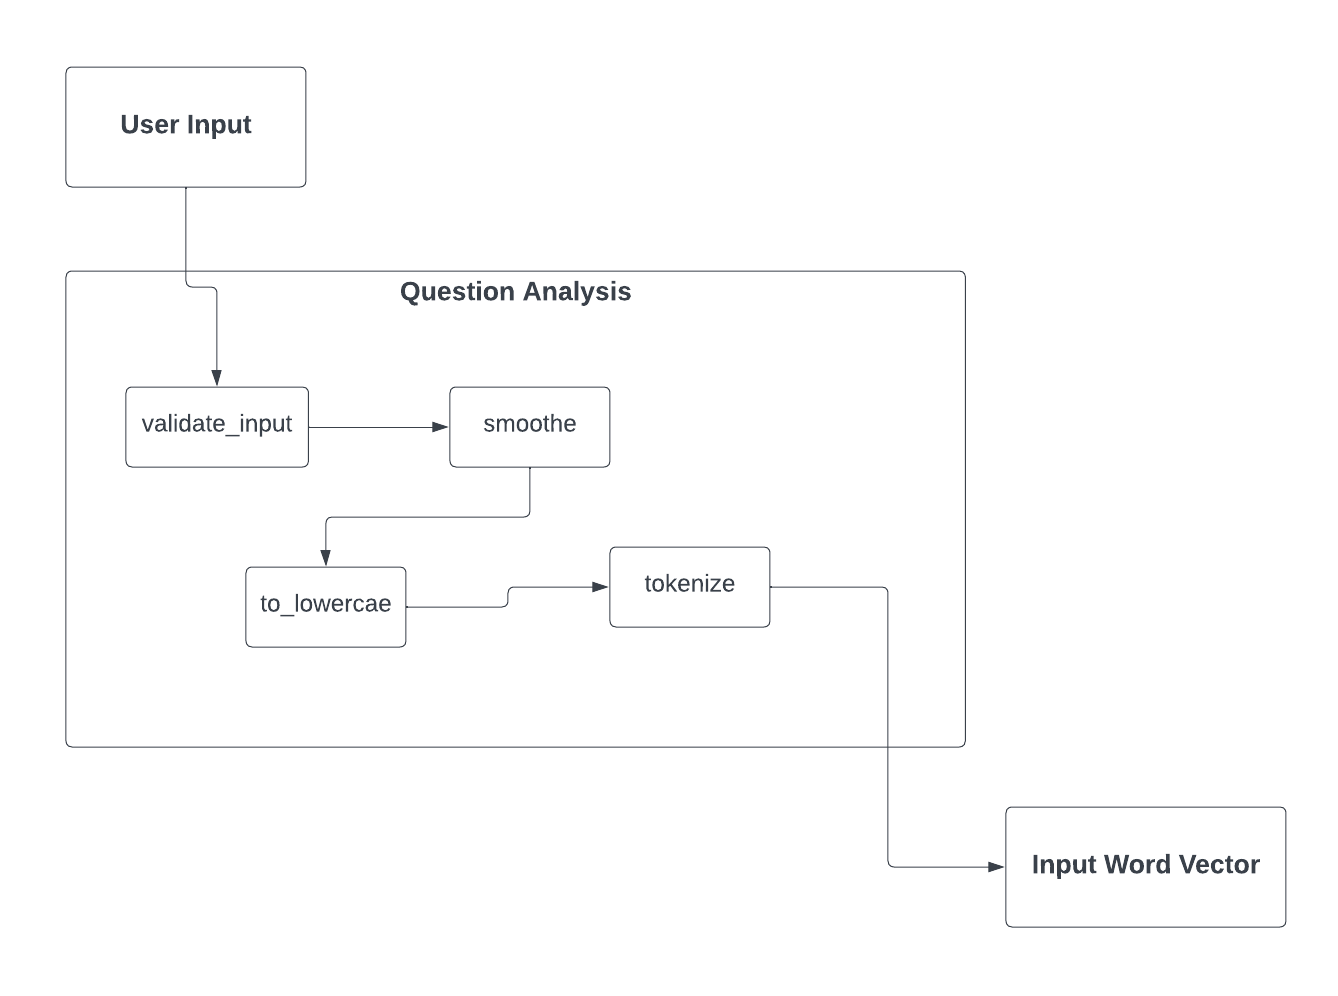 User Input
Question Analysis
validate_input
smoothe
to_lowercae
tokenize
Input Word Vector